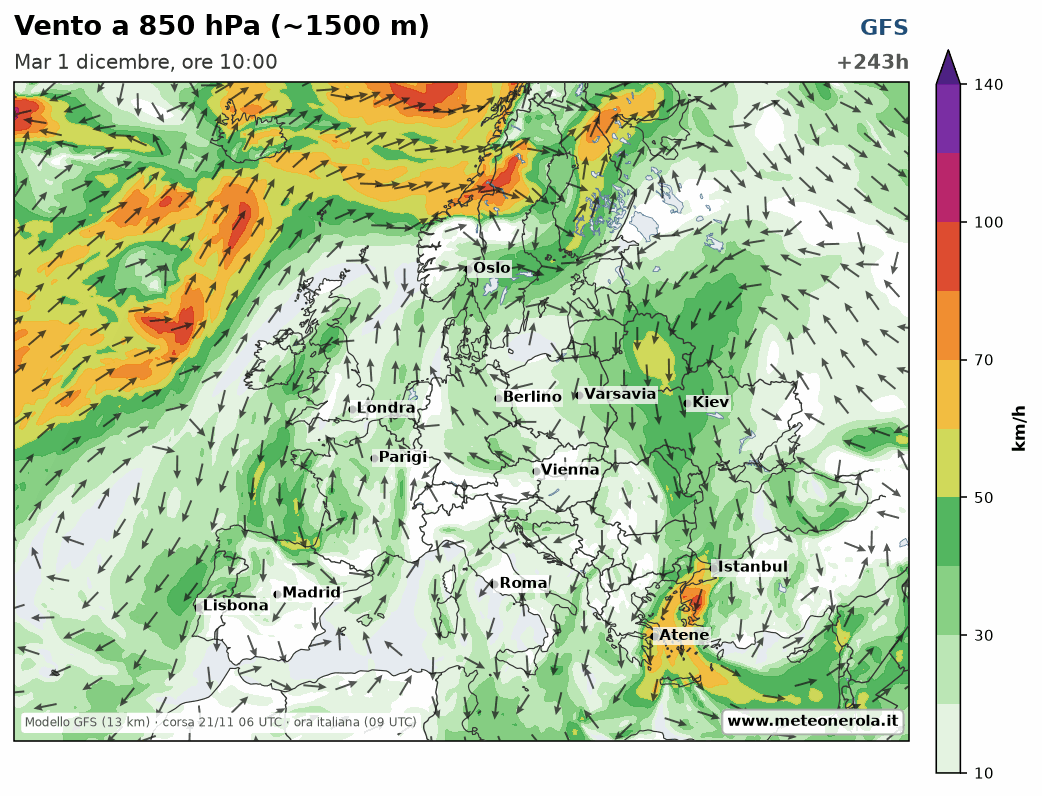 Vento a 850 hPa (~1500 m)
GFS
Mar 1 dicembre, ore 10:00
+243h
140
100
70
50
30
10
km/h
Oslo
Berlino
Varsavia
Kiev
Londra
Parigi
Vienna
Istanbul
Roma
Madrid
Lisbona
Atene
Modello GFS (13 km) · corsa 21/11 06 UTC · ora italiana (09 UTC)
www.meteonerola.it